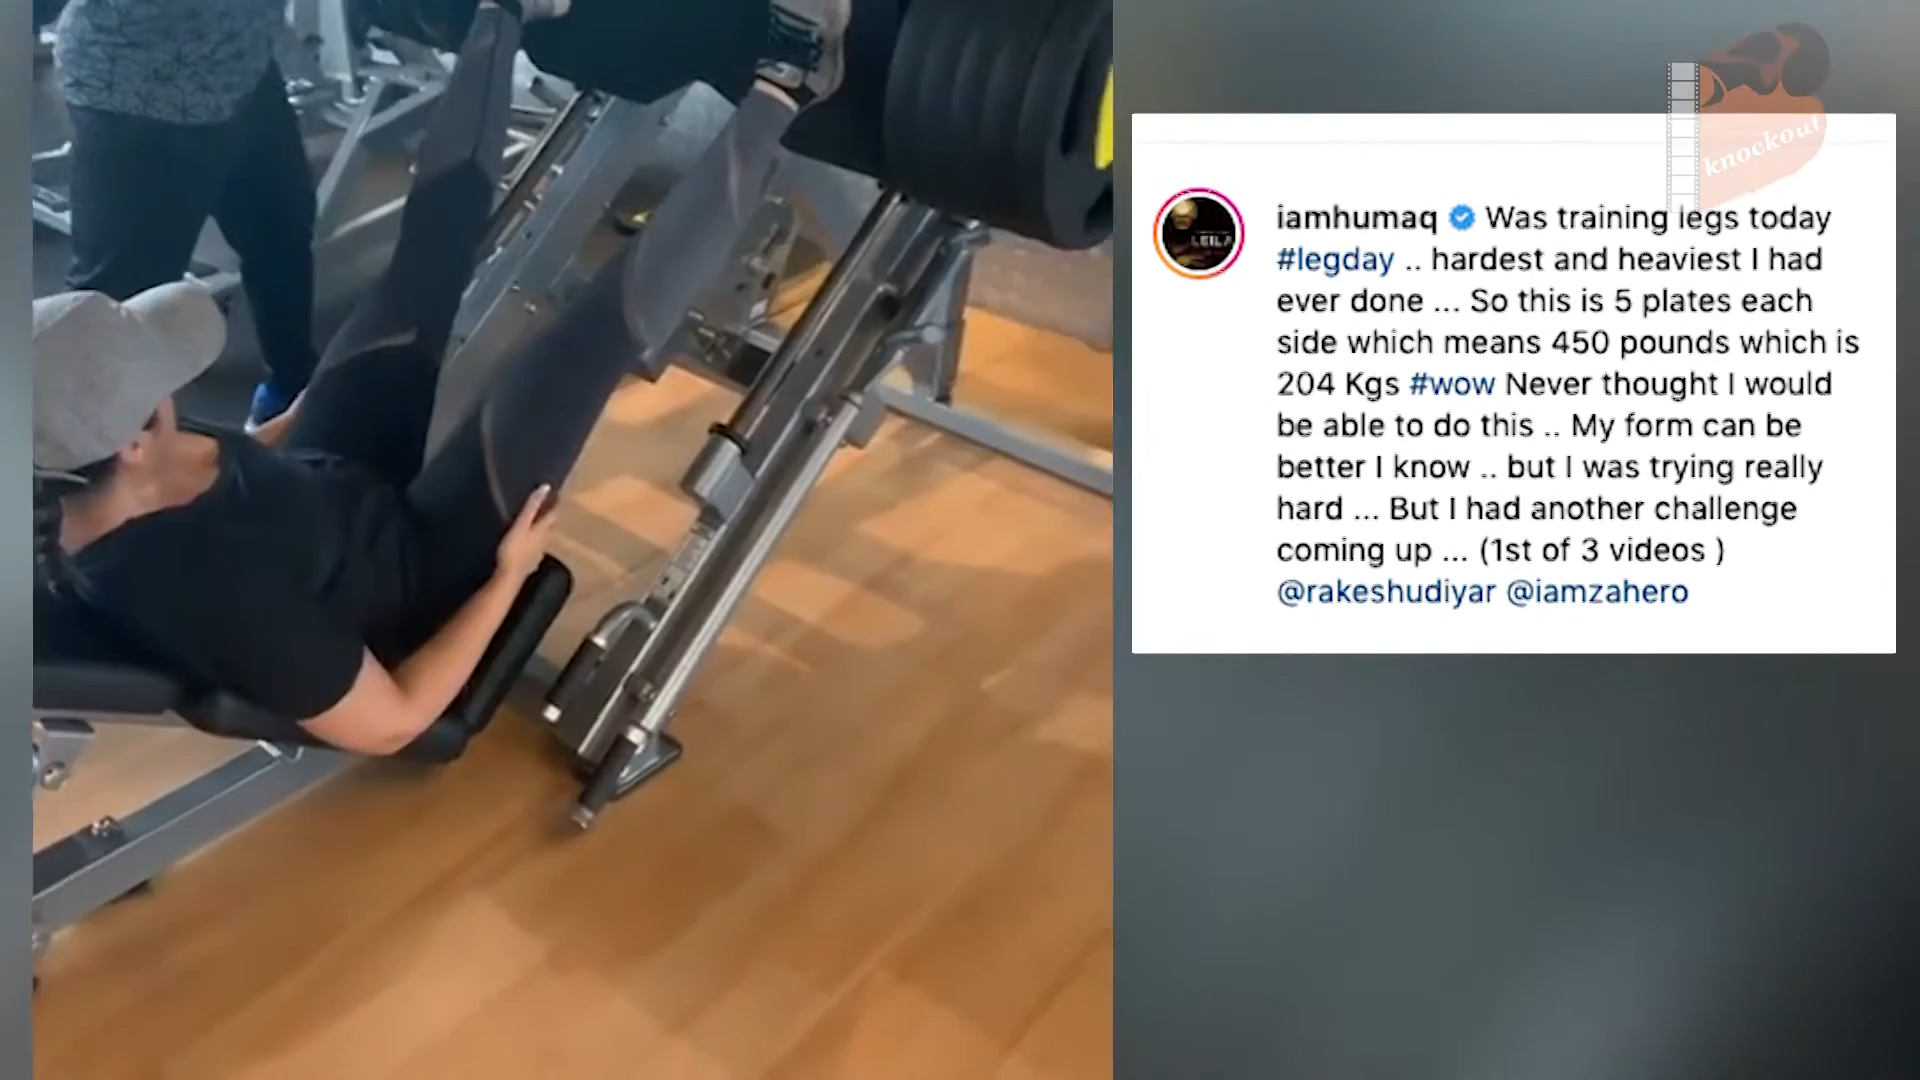 knockout
LEILA
iamhumaq Was training legs today
#legday .. hardest and heaviest I had
ever done ... So this is 5 plates each
side which means 450 pounds which is
204 Kgs #wow Never thought I would
be able to do this .. My form can be
better I know .. but I was trying really
hard ... But I had another challenge
coming up ... (1st of 3 videos )
@rakeshudiyar @iamzahero